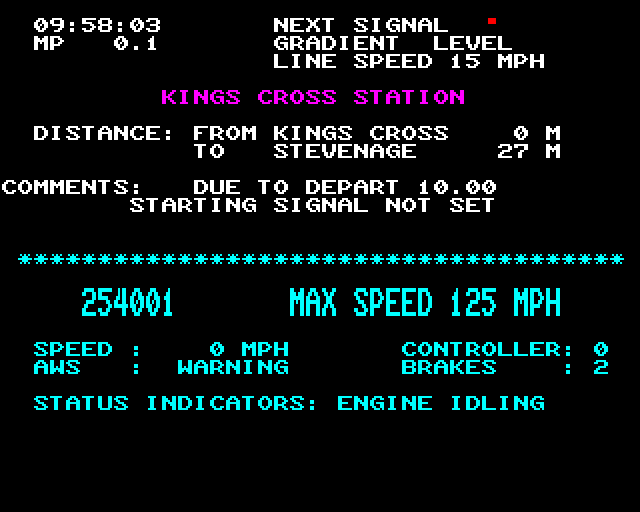 09:58:03 NEXT SIGNAL
MP 0.1 GRADIENT LEVEL
LINE SPEED 15 MPH
KINGS CROSS STATION
DISTANCE: FROM KINGS CROSS 0 M
TO STEVENAGE 27 M
COMMENTS: DUE TO DEPART 10.00
STARTING SIGNAL NOT SET
**************************************
254001 MAX SPEED 125 MPH
SPEED : 0 MPH CONTROLLER: 0
AWS : WARNING BRAKES : 2
STATUS INDICATORS: ENGINE IDLING